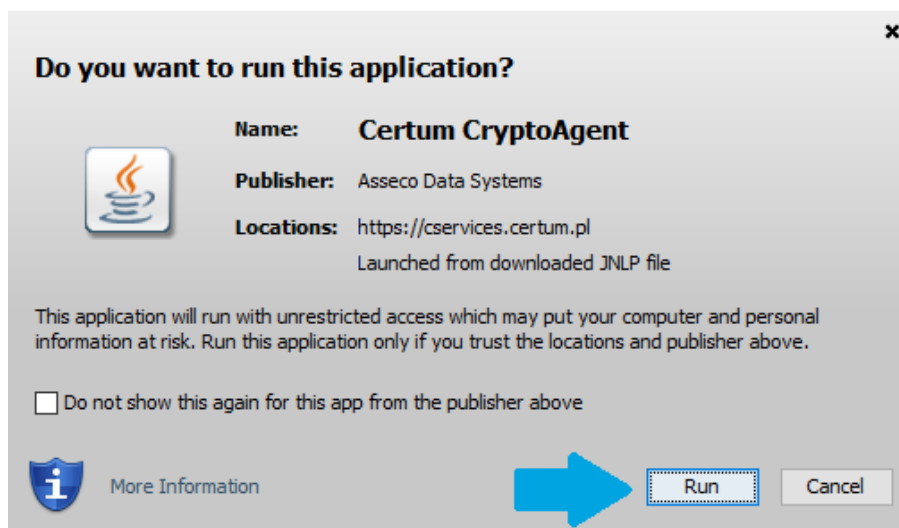 Do you want to run this application?
Name: Certum CryptoAgent
Publisher: Asseco Data Systems
Locations: https://cservices.certum.pl
Launched from downloaded JNLP file
This application will run with unrestricted access which may put your computer and personal
information at risk. Run this application only if you trust the locations and publisher above.
Do not show this again for this app from the publisher above
More Information
Run
Cancel